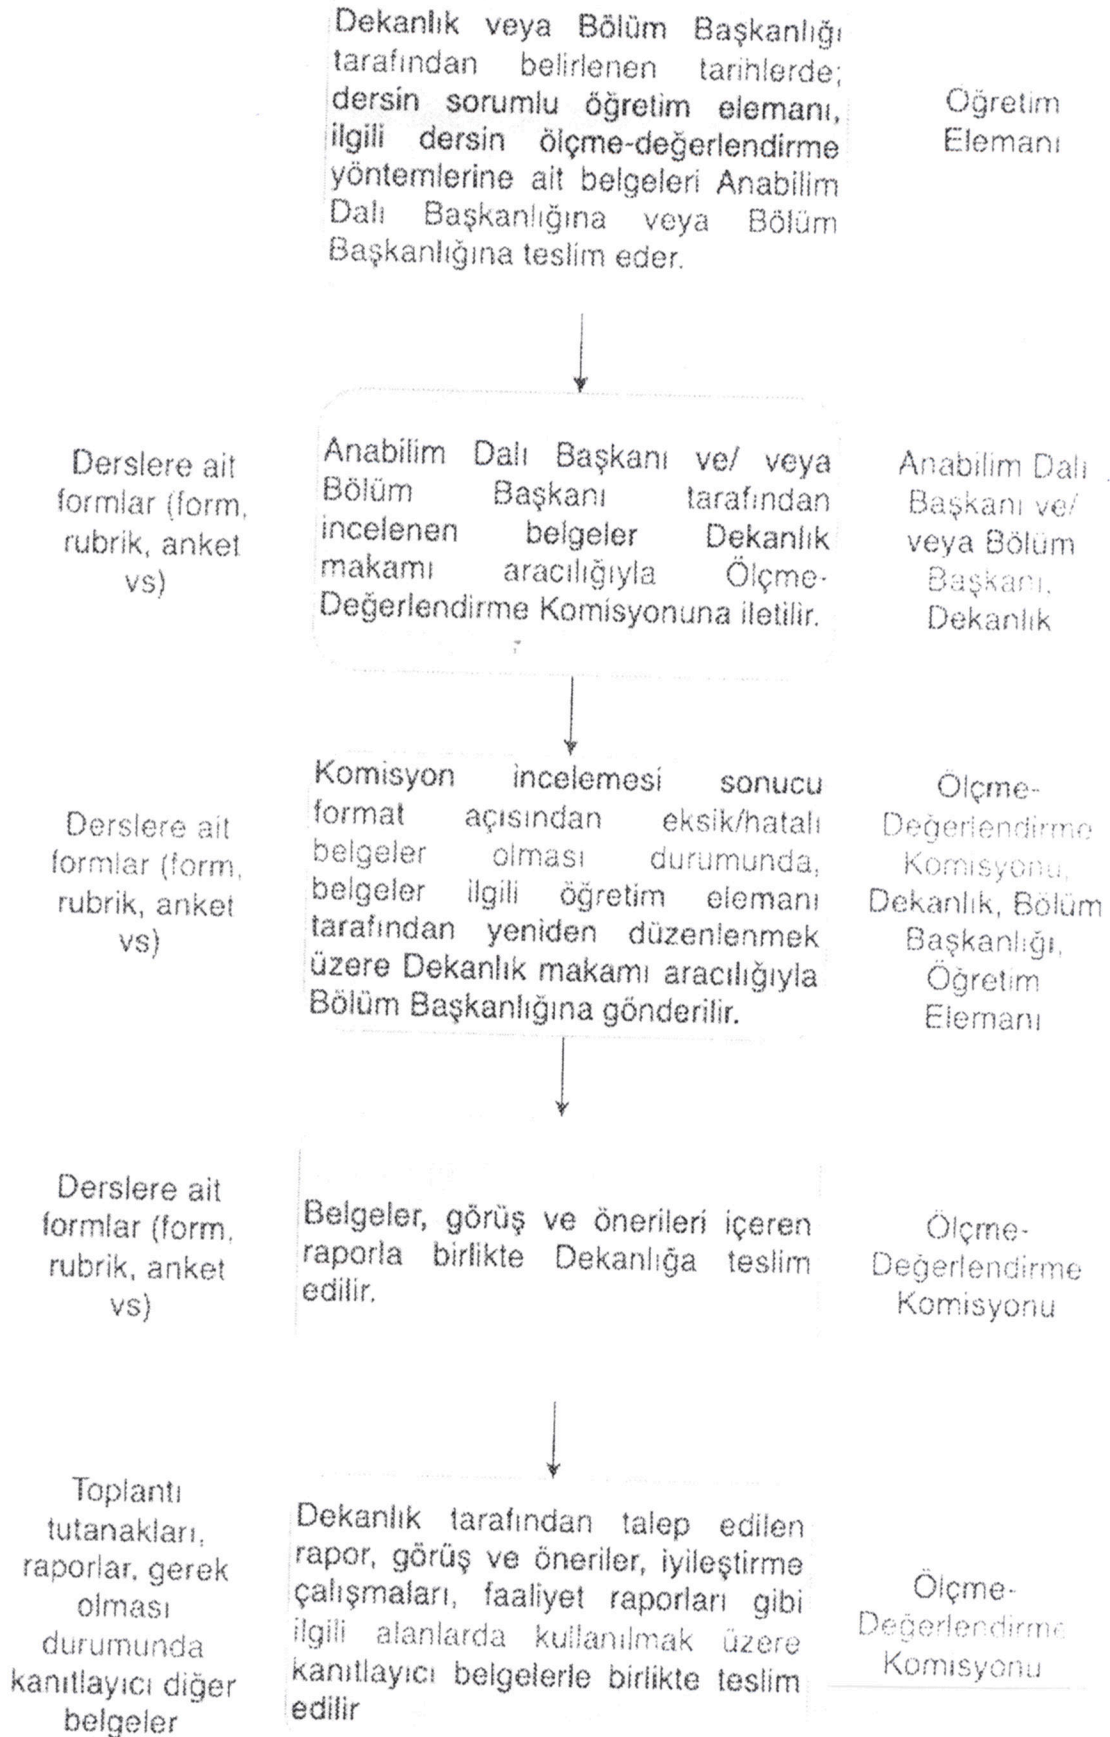 Dekanlık veya Bölüm Başkanlığı
tarafından belirlenen tarihlerde;
dersin sorumlu öğretim elemanı,
ilgili dersin ölçme-değerlendirme
yöntemlerine ait belgeleri Anabilim
Dalı Başkanlığına veya Bölüm
Başkanlığına teslim eder.
Öğretim
Elemanı
Derslere ait
formlar (form,
rubrik, anket
vs)
Anabilim Dalı Başkanı ve/ veya
Bölüm Başkanı tarafından
incelenen belgeler Dekanlık
makamı aracılığıyla Ölçme-
Değerlendirme Komisyonuna iletilir.
Anabilim Dalı
Başkanı ve/
veya Bölüm
Başkanı,
Dekanlık
Derslere ait
formlar (form,
rubrik, anket
vs)
Komisyon incelemesi sonucu
format açısından eksik/hatalı
belgeler olması durumunda,
belgeler ilgili öğretim elemanı
tarafından yeniden düzenlenmek
üzere Dekanlık makamı aracılığıyla
Bölüm Başkanlığına gönderilir.
Ölçme-
Değerlendirme
Komisyonu,
Dekanlık, Bölüm
Başkanlığı,
Öğretim
Elemanı
Derslere ait
formlar (form,
rubrik, anket
vs)
Belgeler, görüş ve önerileri içeren
raporla birlikte Dekanlığa teslim
edilir.
Ölçme-
Değerlendirme
Komisyonu
Toplantı
tutanakları,
raporlar, gerek
olması
durumunda
kanıtlayıcı diğer
belgeler
Dekanlık tarafından talep edilen
rapor, görüş ve öneriler, iyileştirme
çalışmaları, faaliyet raporları gibi
ilgili alanlarda kullanılmak üzere
kanıtlayıcı belgelerle birlikte teslim
edilir
Ölçme-
Değerlendirme
Komisyonu